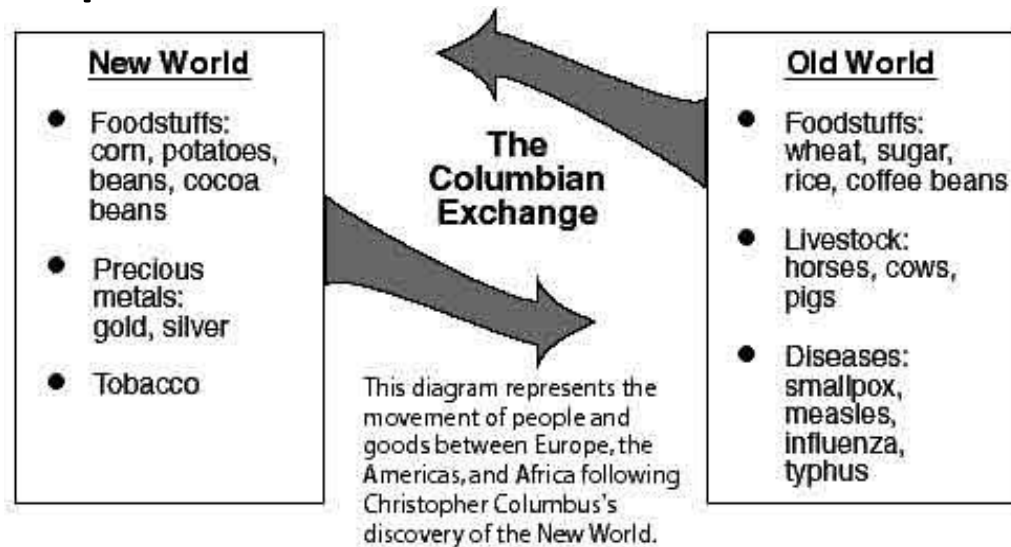 New World
Foodstuffs:
corn, potatoes,
beans, cocoa
beans
Precious
metals:
gold, silver
Tobacco
The
Columbian
Exchange
This diagram represents the
movement of people and
goods between Europe, the
Americas, and Africa following
Christopher Columbus's
discovery of the New World.
Old World
Foodstuffs:
wheat, sugar,
rice, coffee beans
Livestock:
horses, cows,
pigs
Diseases:
smallpox,
measles,
influenza,
typhus